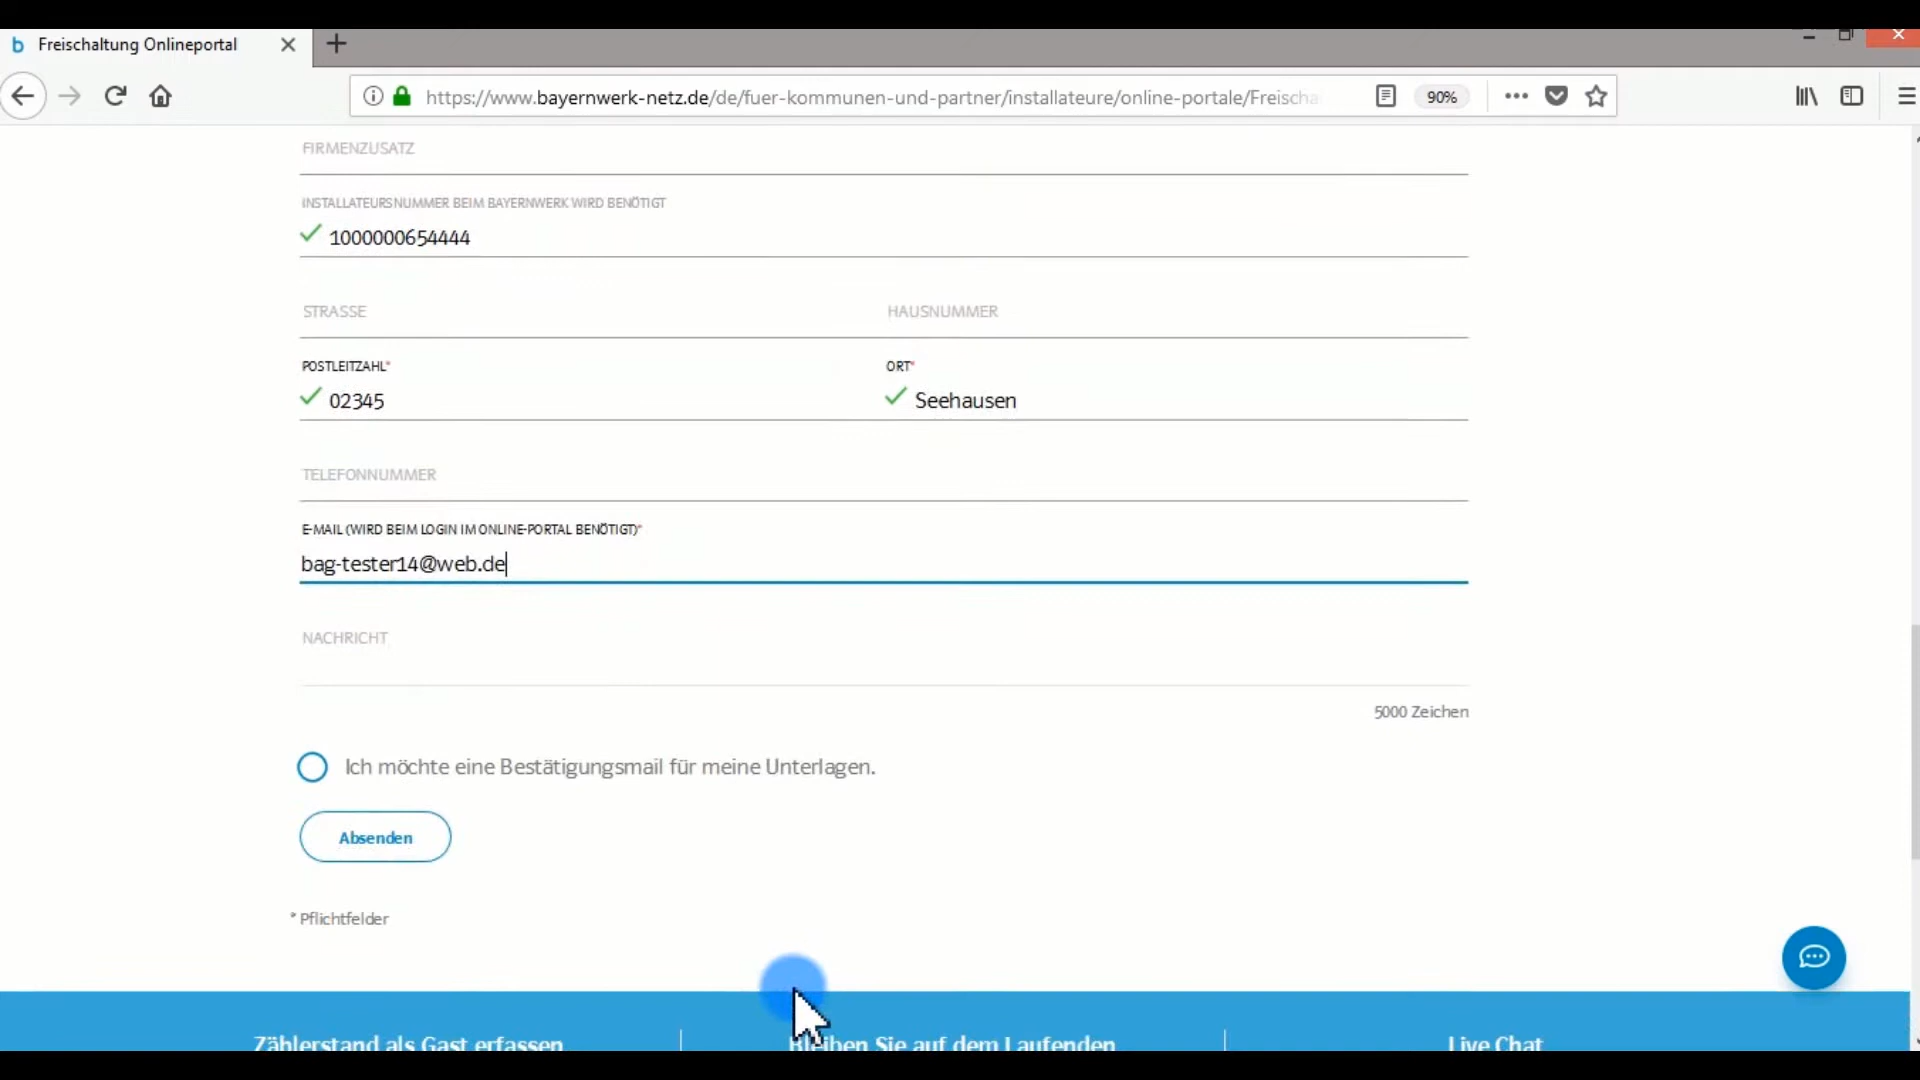 Freischaltung Onlineportal
https://www.bayernwerk-netz.de/de/fuer-kommunen-und-partner/installateure/online-portale/Freischa
90%
FIRMENZUSATZ
INSTALLATEURSNUMMER BEIM BAYERNWERK WIRD BENÖTIGT
1000000654444
STRASSE HAUSNUMMER
POSTLEITZAHL* ORT*
02345 Seehausen
TELEFONNUMMER
E-MAIL (WIRD BEIM LOGIN IM ONLINE-PORTAL BENÖTIGT)*
bag-tester14@web.de
NACHRICHT
5000 Zeichen
Ich möchte eine Bestätigungsmail für meine Unterlagen.
Absenden
* Pflichtfelder
Zählerstand als Gast erfassen Bleiben Sie auf dem Laufenden Live Chat